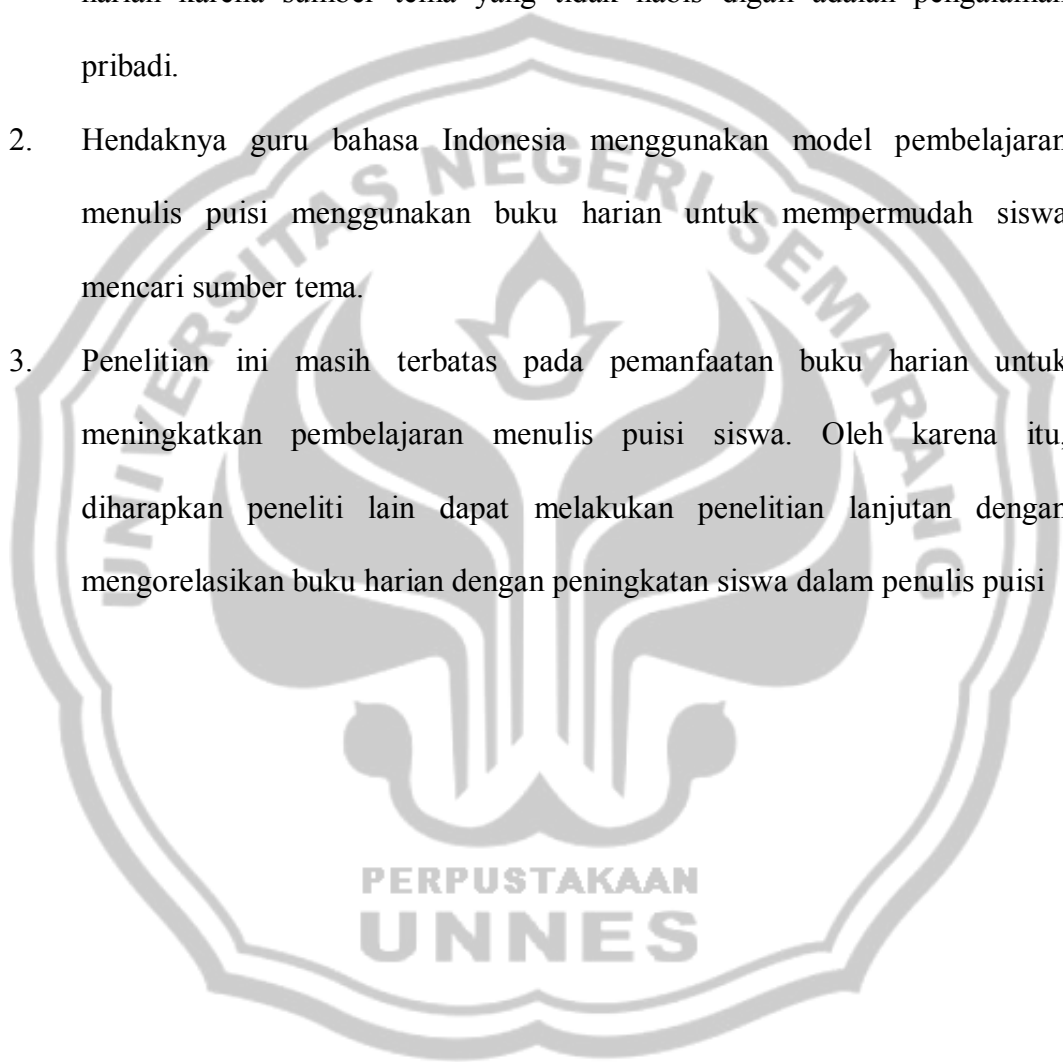 harian karena sumber tema yang tidak habis digali adalah pengalaman
pribadi.
2. Hendaknya guru bahasa Indonesia menggunakan model pembelajaran
menulis puisi menggunakan buku harian untuk mempermudah siswa
mencari sumber tema.
3. Penelitian ini masih terbatas pada pemanfaatan buku harian untuk
meningkatkan pembelajaran menulis puisi siswa. Oleh karena itu,
diharapkan peneliti lain dapat melakukan penelitian lanjutan dengan
mengorelasikan buku harian dengan peningkatan siswa dalam penulis puisi
UNIVERSITAS NEGERI SEMARANG
PERPUSTAKAAN
UNNES